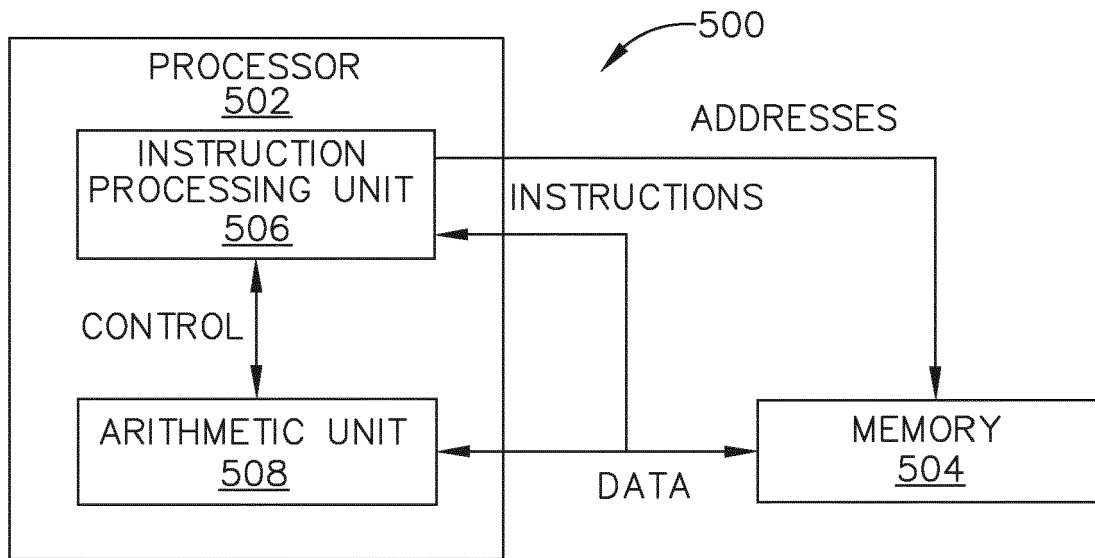 500
PROCESSOR
502
ADDRESSES
INSTRUCTION
PROCESSING UNIT
506
INSTRUCTIONS
CONTROL
ARITHMETIC UNIT
508
DATA
MEMORY
504